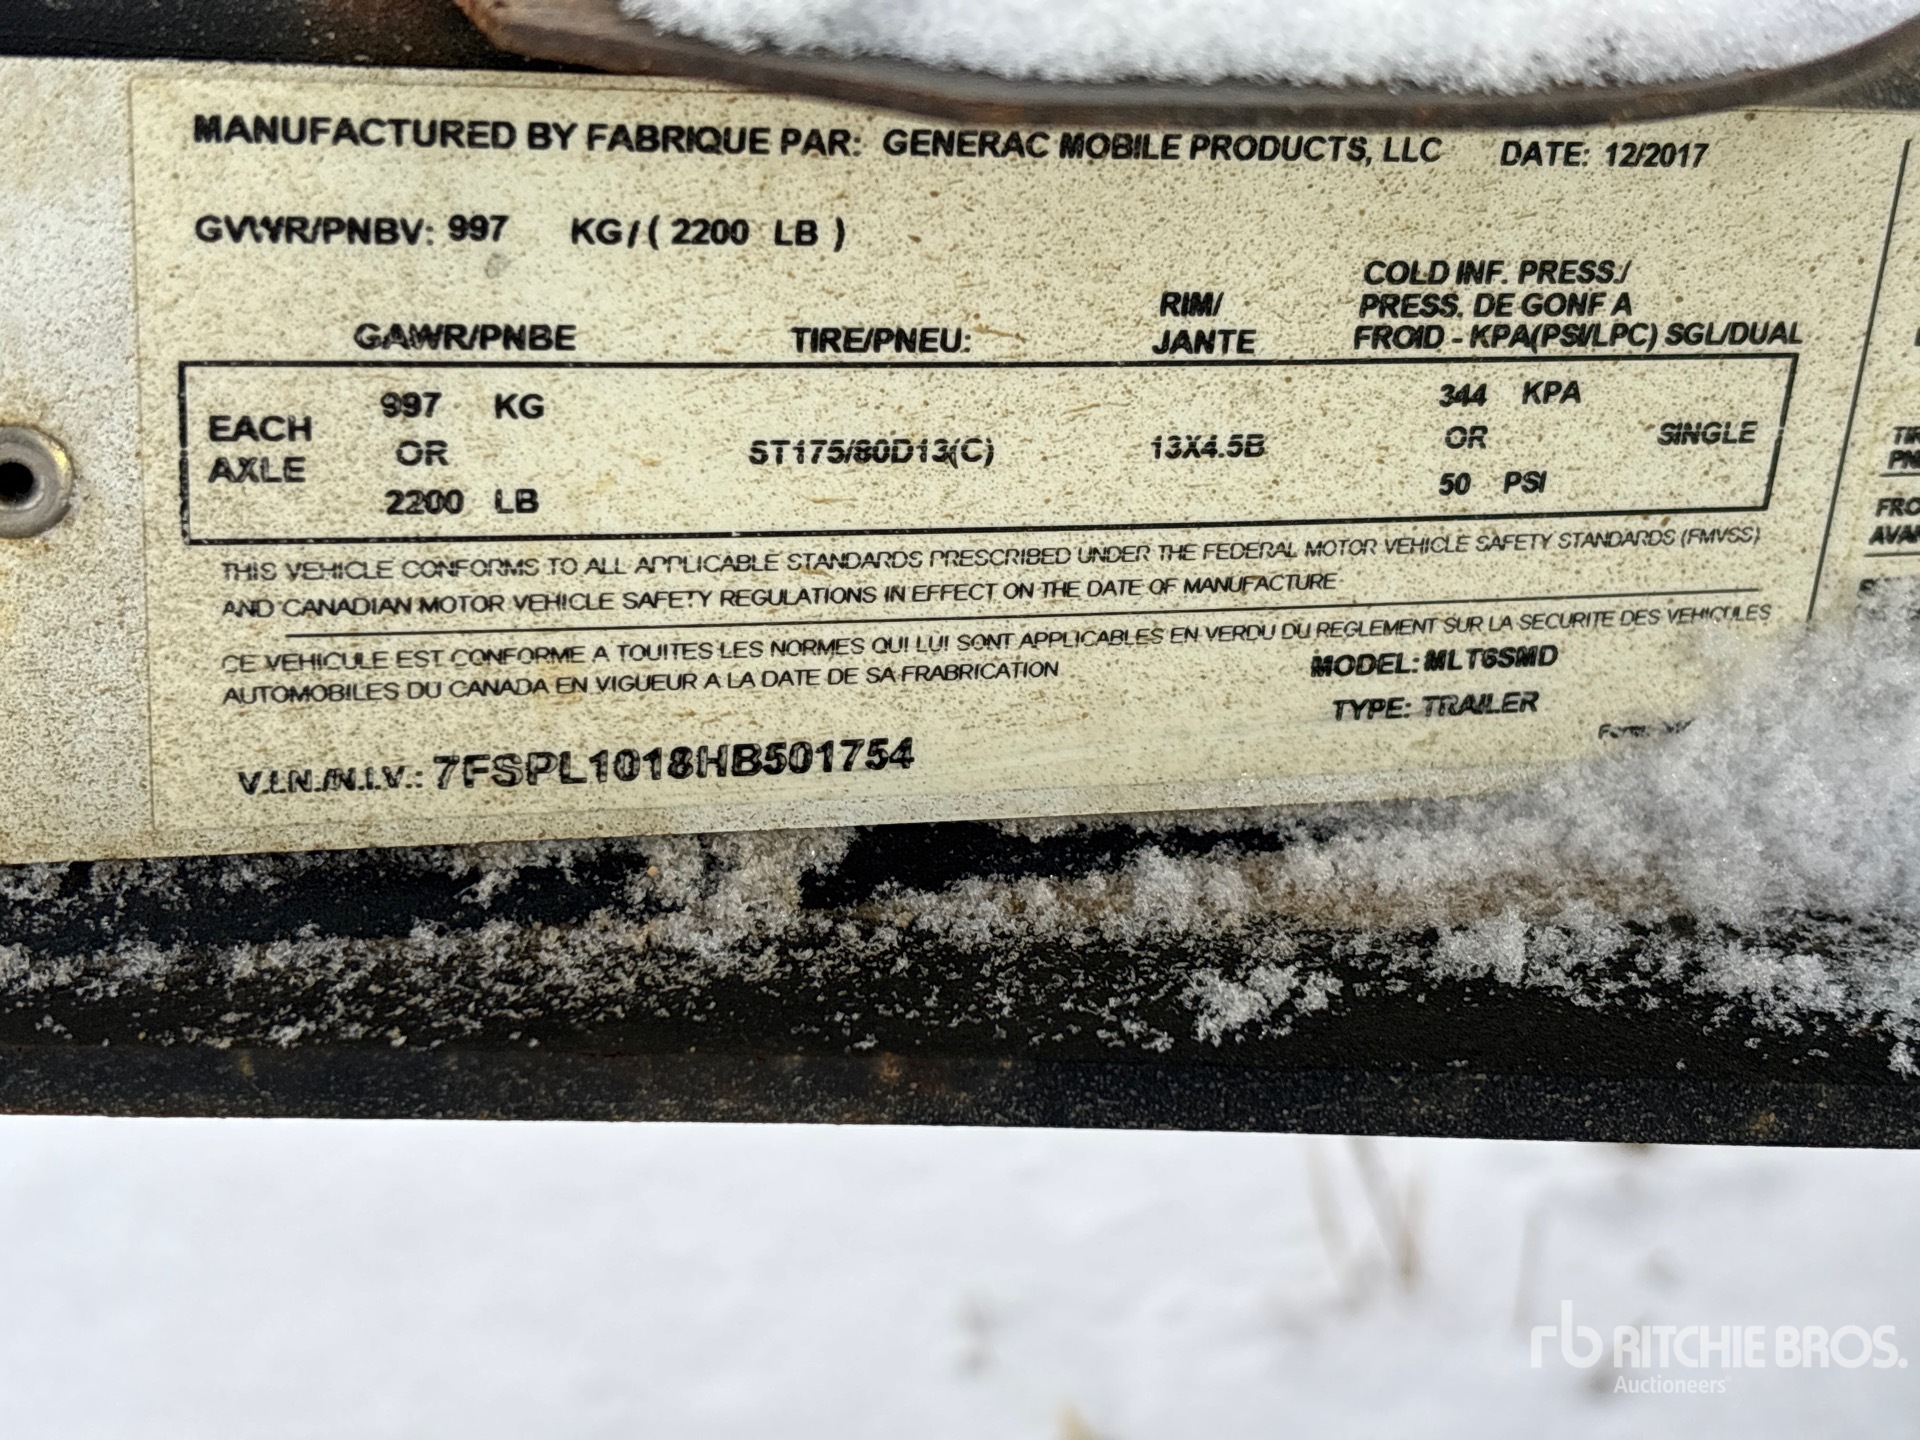 MANUFACTURED BY FABRIQUE PAR: GENERAC MOBILE PRODUCTS, LLC DATE: 12/2017
GVWR/PNBV: 997 KG/( 2200 LB )
GAWR/PNBE TIRE/PNEU: RIM/ JANTE COLD INF. PRESS./ PRESS. DE GONF A FROID - KPA(PSI/LPC) SGL/DUAL
EACH AXLE 997 KG OR 2200 LB ST175/80D13(C) 13X4.5B 344 KPA OR 50 PSI SINGLE
THIS VEHICLE CONFORMS TO ALL APPLICABLE STANDARDS PRESCRIBED UNDER THE FEDERAL MOTOR VEHICLE SAFETY STANDARDS (FMVSS)
AND CANADIAN MOTOR VEHICLE SAFETY REGULATIONS IN EFFECT ON THE DATE OF MANUFACTURE
CE VEHICULE EST CONFORME A TOUITES LES NORMES QUI LUI SONT APPLICABLES EN VERDU DU REGLEMENT SUR LA SECURITE DES VEHICULES
AUTOMOBILES DU CANADA EN VIGUEUR A LA DATE DE SA FRABRICATION
MODEL: MLT6SMD
TYPE: TRAILER
V.I.N./N.I.V.: 7FSPL1018HB501754
rb RITCHIE BROS.
Auctioneers